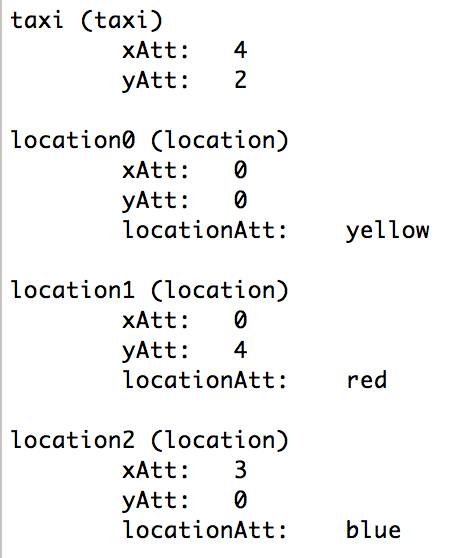 taxi (taxi)
xAtt: 4
yAtt: 2
location0 (location)
xAtt: 0
yAtt: 0
locationAtt: yellow
location1 (location)
xAtt: 0
yAtt: 4
locationAtt: red
location2 (location)
xAtt: 3
yAtt: 0
locationAtt: blue